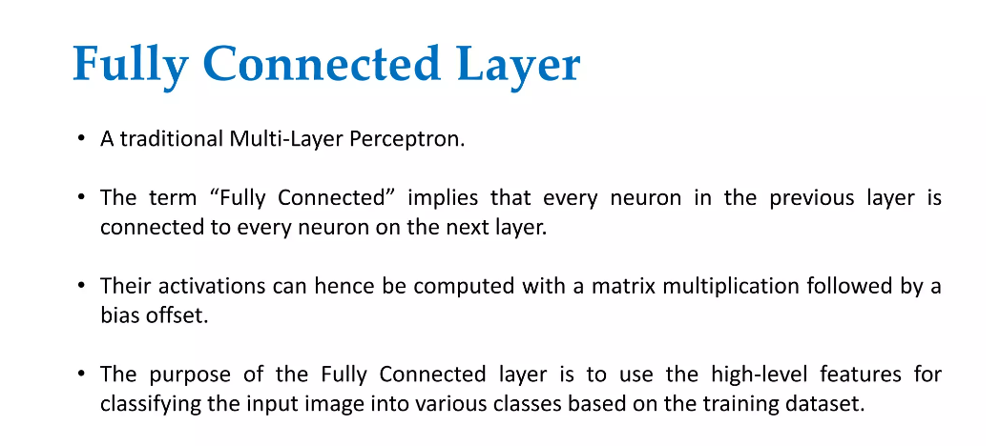 Fully Connected Layer
• A traditional Multi-Layer Perceptron.
• The term “Fully Connected” implies that every neuron in the previous layer is
connected to every neuron on the next layer.
• Their activations can hence be computed with a matrix multiplication followed by a
bias offset.
• The purpose of the Fully Connected layer is to use the high-level features for
classifying the input image into various classes based on the training dataset.